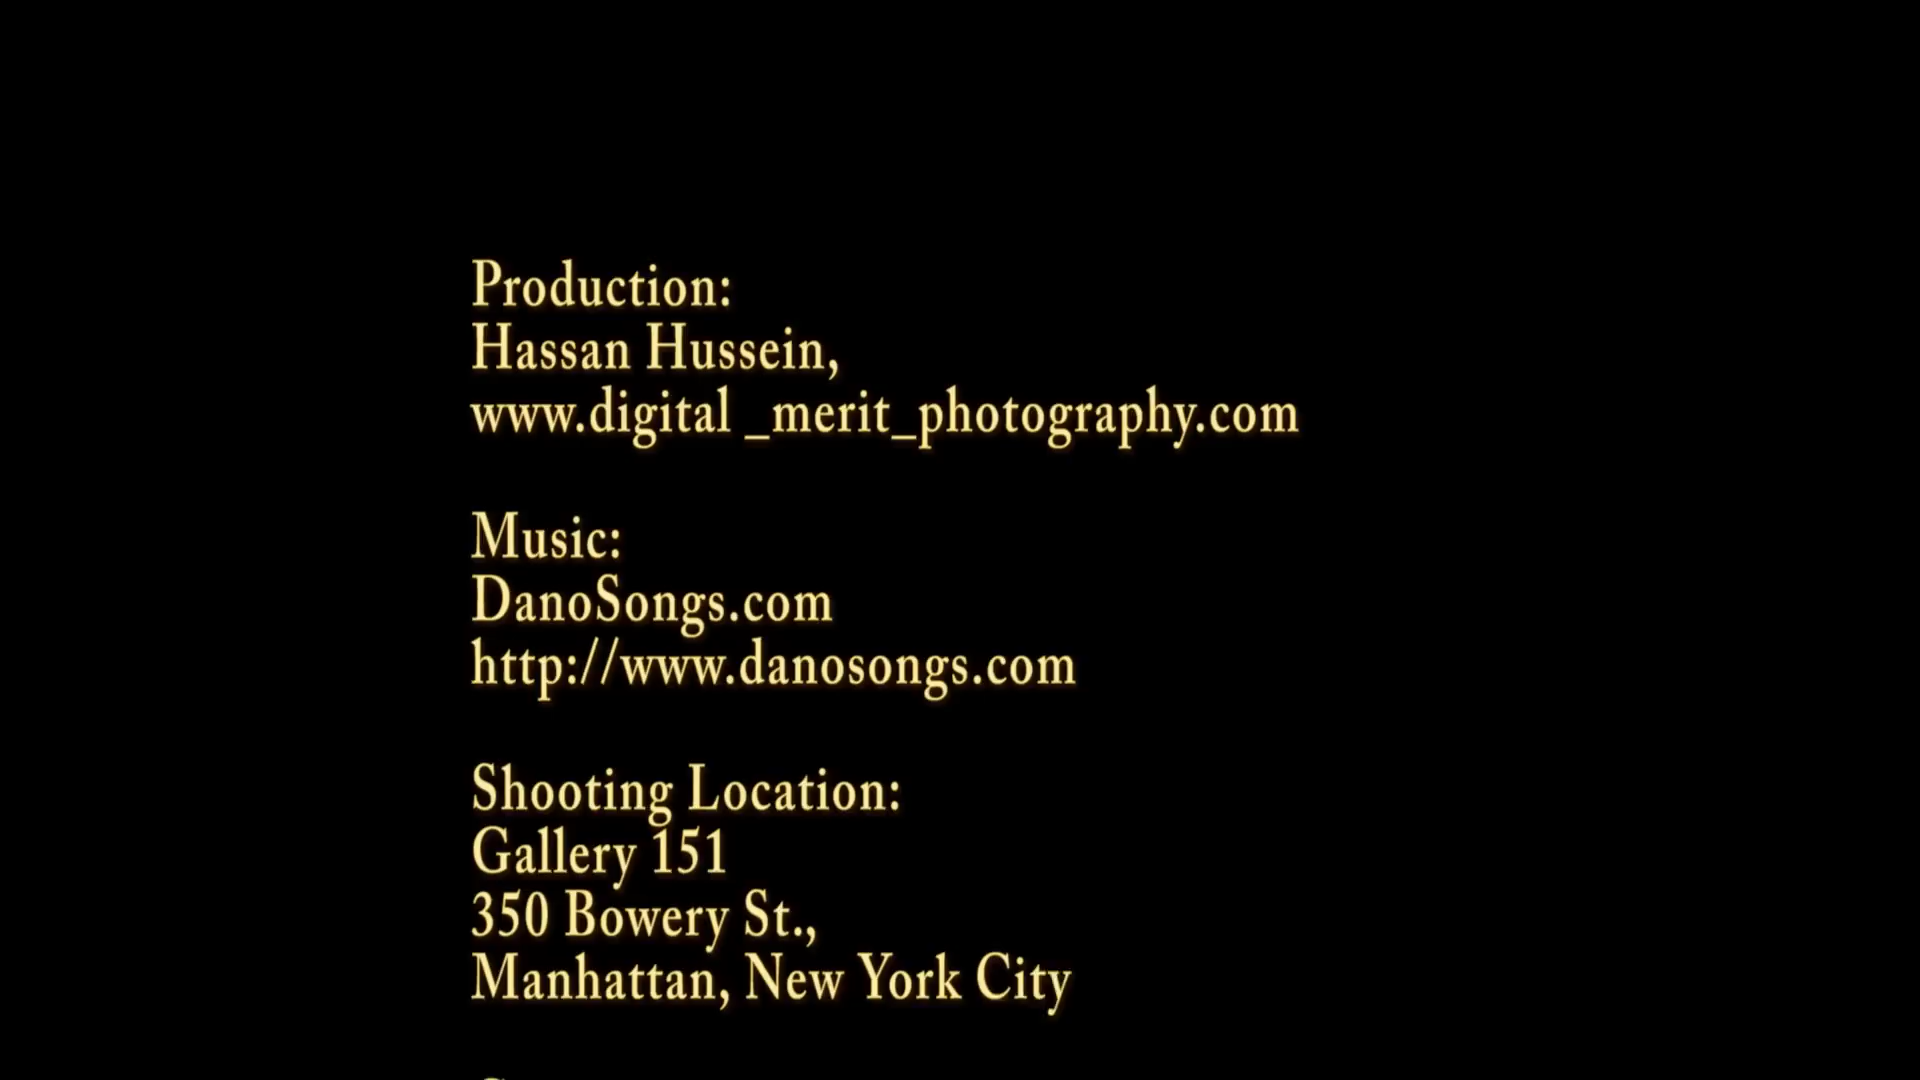 Production:
Hassan Hussein,
www.digital _merit_photography.com
Music:
DanoSongs.com
http://www.danosongs.com
Shooting Location:
Gallery 151
350 Bowery St.,
Manhattan, New York City